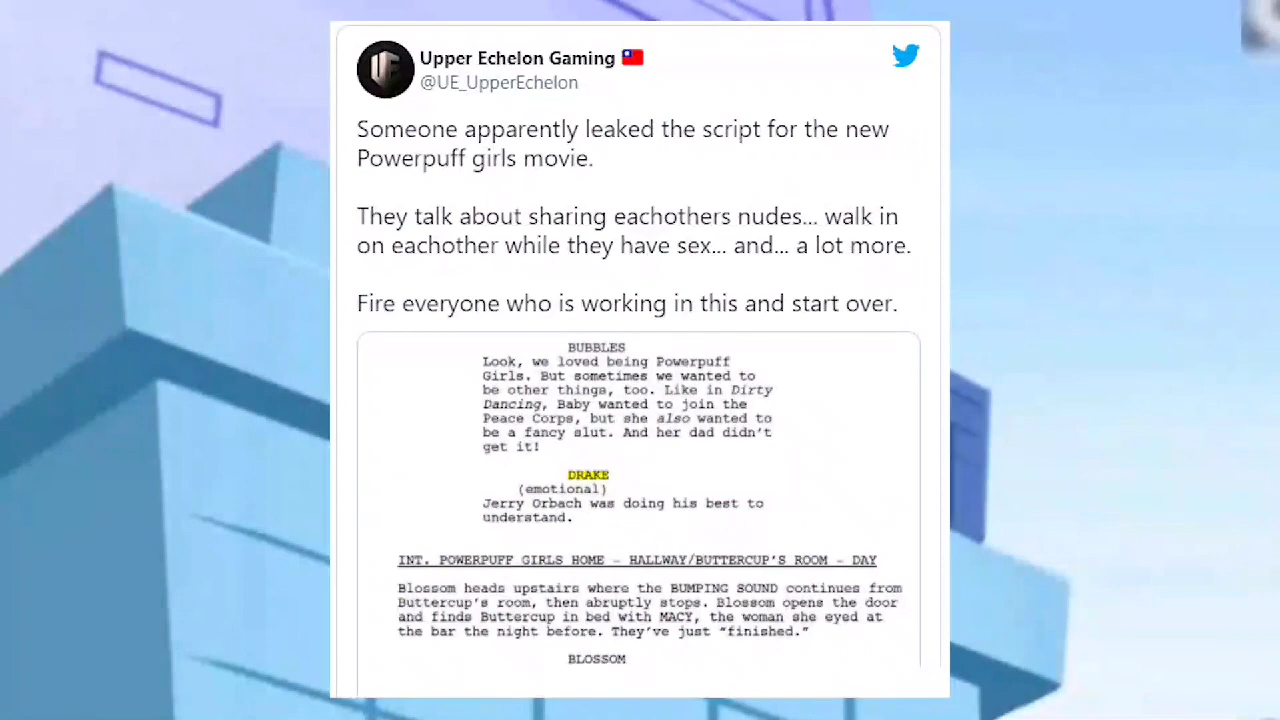 Upper Echelon Gaming
@UE_UpperEchelon
Someone apparently leaked the script for the new
Powerpuff girls movie.
They talk about sharing eachothers nudes... walk in
on eachother while they have sex... and... a lot more.
Fire everyone who is working in this and start over.
BUBBLES
Look, we loved being Powerpuff
Girls. But sometimes we wanted to
be other things, too. Like in Dirty
Dancing, Baby wanted to join the
Peace Corps, but she also wanted to
be a fancy slut. And her dad didn't
get it!
DRAKE
(emotional)
Jerry Orbach was doing his best to
understand.
INT. POWERPUFF GIRLS HOME - HALLWAY/BUTTERCUP'S ROOM - DAY
Blossom heads upstairs where the BUMPING SOUND continues from
Buttercup's room, then abruptly stops. Blossom opens the door
and finds Buttercup in bed with MACY, the woman she eyed at
the bar the night before. They've just "finished."
BLOSSOM